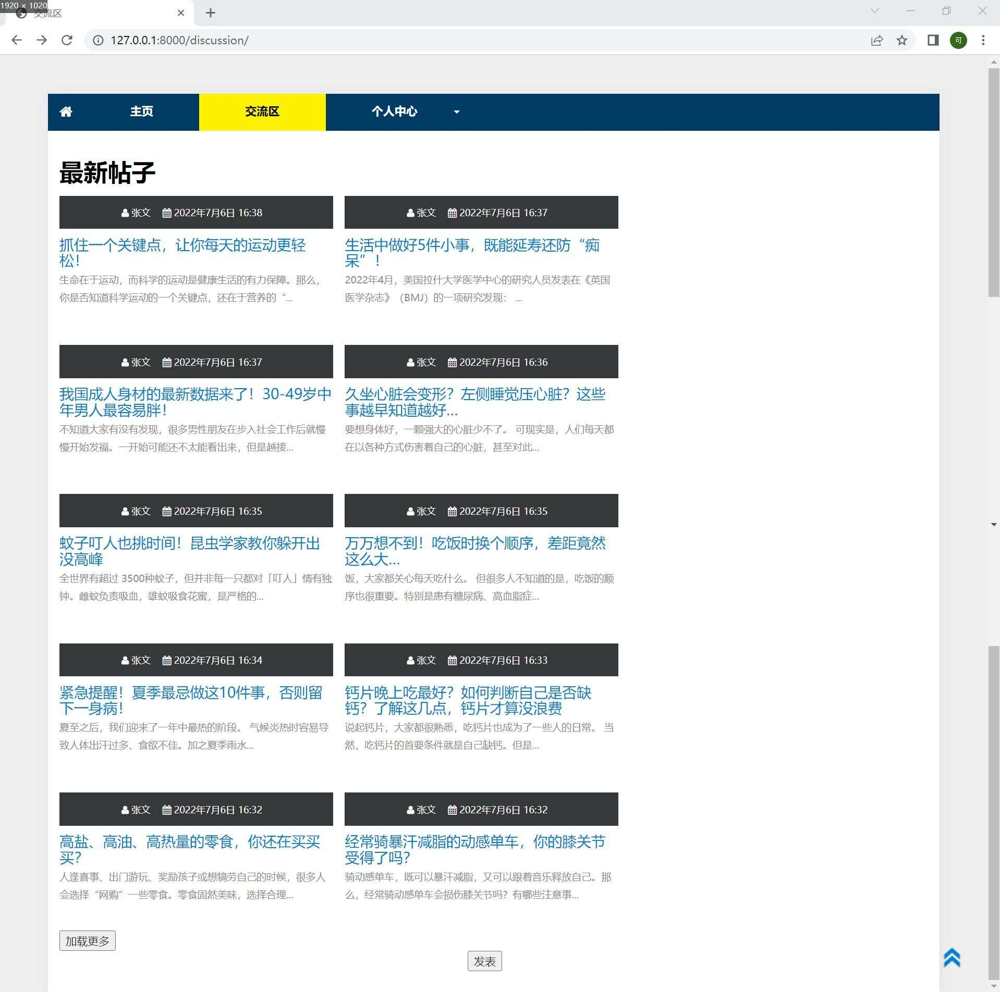 1920 × 1020
交流区
127.0.0.1:8000/discussion/
可
主页
交流区
个人中心
最新帖子
张文 2022年7月6日 16:38
抓住一个关键点，让你每天的运动更轻
松！
生命在于运动，而科学的运动是健康生活的有力保障。那么，
你是否知道科学运动的一个关键点，还在于营养的“...
张文 2022年7月6日 16:37
生活中做好5件小事，既能延寿还防“痴
呆”！
2022年4月，美国拉什大学医学中心的研究人员发表在《英国
医学杂志》（BMJ）的一项研究发现： ...
张文 2022年7月6日 16:37
我国成人身材的最新数据来了！30-49岁中
年男人最容易胖！
不知道大家有没有发现，很多男性朋友在步入社会工作后就慢
慢开始发福。一开始可能还不太能看出来，但是越接...
张文 2022年7月6日 16:36
久坐心脏会变形？左侧睡觉压心脏？这些
事越早知道越好...
要想身体好，一颗强大的心脏少不了。 可现实是，人们每天都
在以各种方式伤害着自己的心脏，甚至对此...
张文 2022年7月6日 16:35
蚊子叮人也挑时间！昆虫学家教你躲开出
没高峰
全世界有超过 3500种蚊子，但并非每一只都对「叮人」情有独
钟。雌蚊负责吸血，雄蚊吸食花蜜，是严格的...
张文 2022年7月6日 16:35
万万想不到！吃饭时换个顺序，差距竟然
这么大...
饭，大家都关心每天吃什么。 但很多人不知道的是，吃饭的顺
序也很重要。特别是患有糖尿病、高血脂症...
张文 2022年7月6日 16:34
紧急提醒！夏季最忌做这10件事，否则留
下一身病！
夏至之后，我们迎来了一年中最热的阶段。 气候炎热时容易导
致人体出汗过多、食欲不佳。加之夏季雨水...
张文 2022年7月6日 16:33
钙片晚上吃最好？如何判断自己是否缺
钙？了解这几点，钙片才算没浪费
说起钙片，大家都很熟悉，吃钙片也成为了一些人的日常。 当
然，吃钙片的首要条件就是自己缺钙。但是...
张文 2022年7月6日 16:32
高盐、高油、高热量的零食，你还在买买
买？
人逢喜事、出门游玩、奖励孩子或想犒劳自己的时候，很多人
会选择“网购”一些零食。零食固然美味，选择合理...
张文 2022年7月6日 16:32
经常骑暴汗减脂的动感单车，你的膝关节
受得了吗？
骑动感单车，既可以暴汗减脂，又可以跟着音乐释放自己。那
么，经常骑动感单车会损伤膝关节吗？有哪些注意事...
加载更多
发表